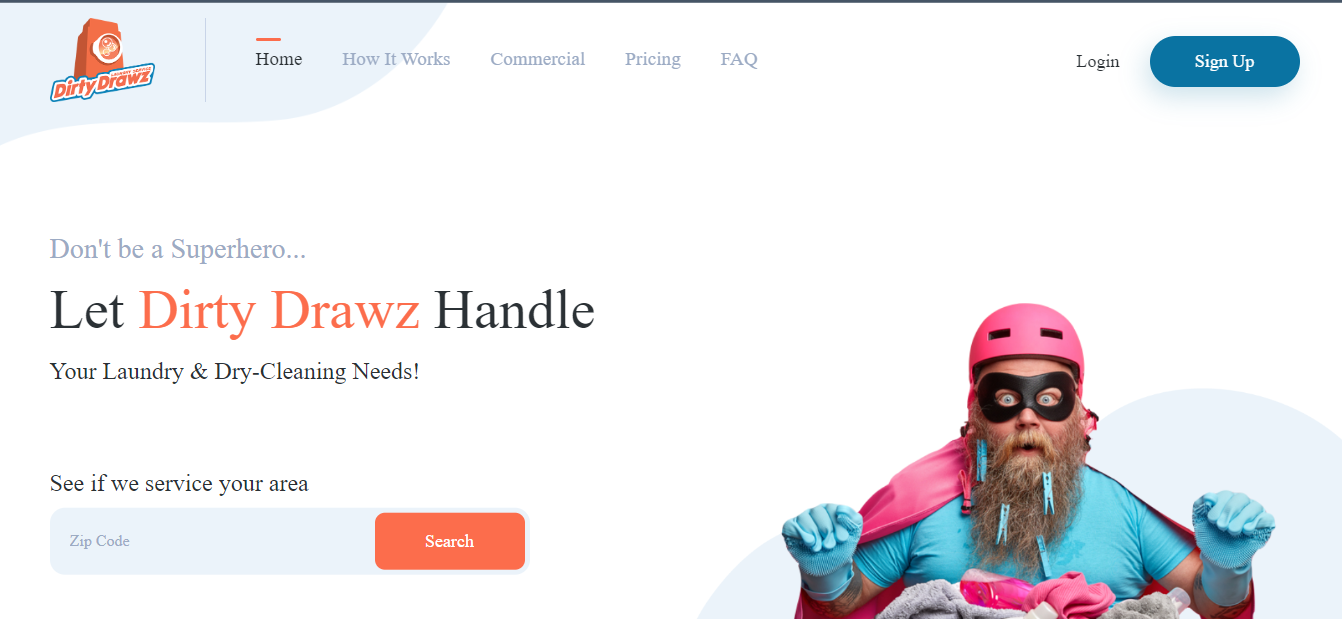 LAUNDRY SERVICE
Dirty Drawz
Home How It Works Commercial Pricing FAQ Login Sign Up
Don't be a Superhero...
Let Dirty Drawz Handle
Your Laundry & Dry-Cleaning Needs!
See if we service your area
Zip Code Search